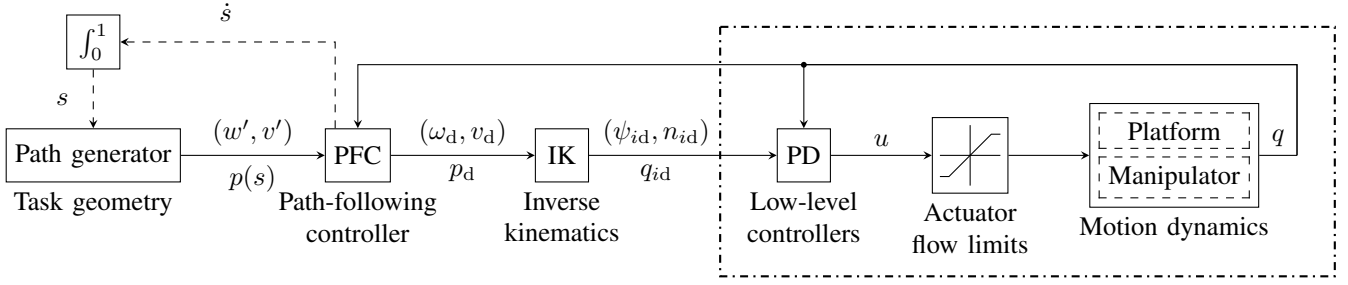 ṡ
∫₀¹
s
(w′, v′)
(ω_d, v_d)
(ψ_id, n_id)
Path generator
PFC
IK
PD
u
Platform
Manipulator
q
p(s)
p_d
q_id
Task geometry
Path-following
controller
Inverse
kinematics
Low-level
controllers
Actuator
flow limits
Motion dynamics